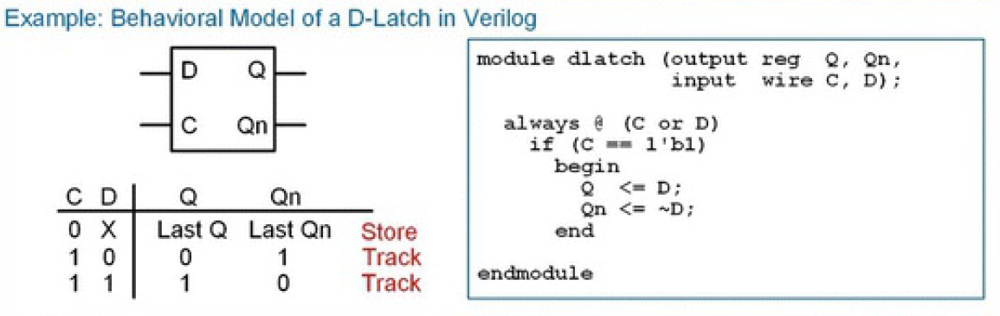 Example: Behavioral Model of a D-Latch in Verilog
D Q
C Qn
C D Q Qn
0 X Last Q Last Qn Store
1 0 0 1 Track
1 1 1 0 Track
module dlatch (output reg Q, Qn,
input wire C, D);
always @ (C or D)
if (C == 1'b1)
begin
Q <= D;
Qn <= ~D;
end
endmodule